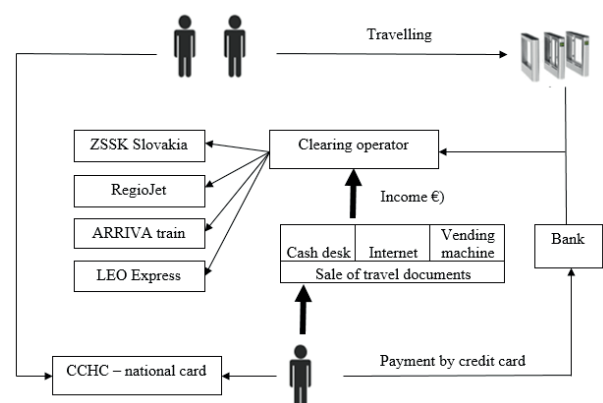 Travelling
ZSSK Slovakia
Clearing operator
RegioJet
Income €)
ARRIVA train
Cash desk
Internet
Vending
machine
Bank
LEO Express
Sale of travel documents
CCHC – national card
Payment by credit card